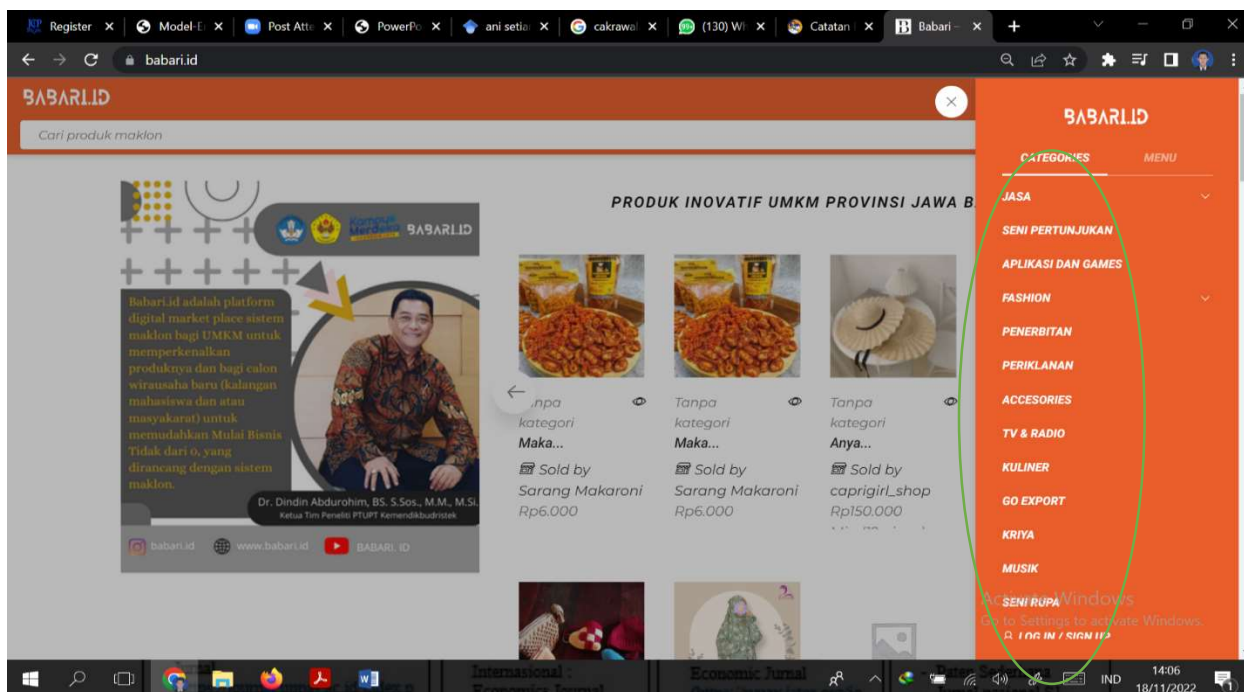 Register
Model-E
Post Atte
PowerPo
ani setia
cakrawal
(130) Wh
Catatan
Babari –
babari.id
BABARI.ID
Cari produk maklon
PRODUK INOVATIF UMKM PROVINSI JAWA B
Kampus
Merdeka
BABARI.ID
Babari.id adalah platform
digital market place sistem
maklon bagi UMKM untuk
memperkenalkan
produknya dan bagi calon
wirausaha baru (kalangan
mahasiswa dan atau
masyakarat) untuk
memudahkan Mulai Bisnis
Tidak dari 0, yang
dirancang dengan sistem
maklon.
Dr. Dindin Abdurohim, BS. S.Sos., M.M., M.Si.
Ketua Tim Peneliti PTUPT Kemendikbudristek
babari.id www.babari.id BABARI. ID
Tanpa
kategori
Maka...
Sold by
Sarang Makaroni
Rp6.000
Tanpa
kategori
Maka...
Sold by
Sarang Makaroni
Rp6.000
Tanpa
kategori
Anya...
Sold by
caprigirl_shop
Rp150.000
BABARI.ID
CATEGORIES MENU
JASA
SENI PERTUNJUKAN
APLIKASI DAN GAMES
FASHION
PENERBITAN
PERIKLANAN
ACCESORIES
TV & RADIO
KULINER
GO EXPORT
KRIYA
MUSIK
SENI RUPA
LOG IN / SIGN UP
Activate Windows
Go to Settings to activate Windows.
Internasional :
Economic Jurnal
IND
14:06
18/11/2022